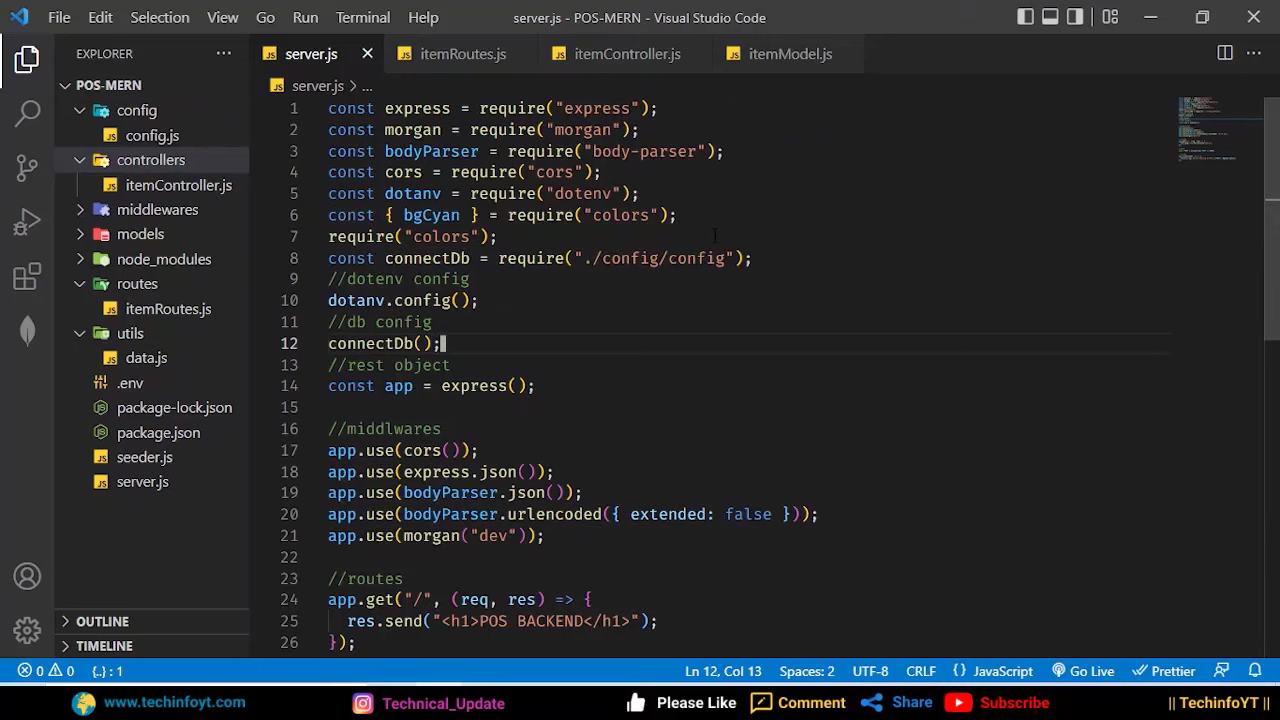 File Edit Selection View Go Run Terminal Help server.js - POS-MERN - Visual Studio Code
EXPLORER
server.js itemRoutes.js itemController.js itemModel.js
POS-MERN
config
config.js
controllers
itemController.js
middlewares
models
node_modules
routes
itemRoutes.js
utils
data.js
.env
package-lock.json
package.json
seeder.js
server.js
OUTLINE
TIMELINE
server.js > ...
1 const express = require("express");
2 const morgan = require("morgan");
3 const bodyParser = require("body-parser");
4 const cors = require("cors");
5 const dotanv = require("dotenv");
6 const { bgCyan } = require("colors");
7 require("colors");
8 const connectDb = require("./config/config");
9 //dotenv config
10 dotanv.config();
11 //db config
12 connectDb();
13 //rest object
14 const app = express();
15
16 //middlwares
17 app.use(cors());
18 app.use(express.json());
19 app.use(bodyParser.json());
20 app.use(bodyParser.urlencoded({ extended: false }));
21 app.use(morgan("dev"));
22
23 //routes
24 app.get("/", (req, res) => {
25 res.send("<h1>POS BACKEND</h1>");
26 });
0 0 {..} : 1 Ln 12, Col 13 Spaces: 2 UTF-8 CRLF {} JavaScript Go Live Prettier
www.techinfoyt.com Technical_Update Please Like Comment Share Subscribe || TechinfoYT ||